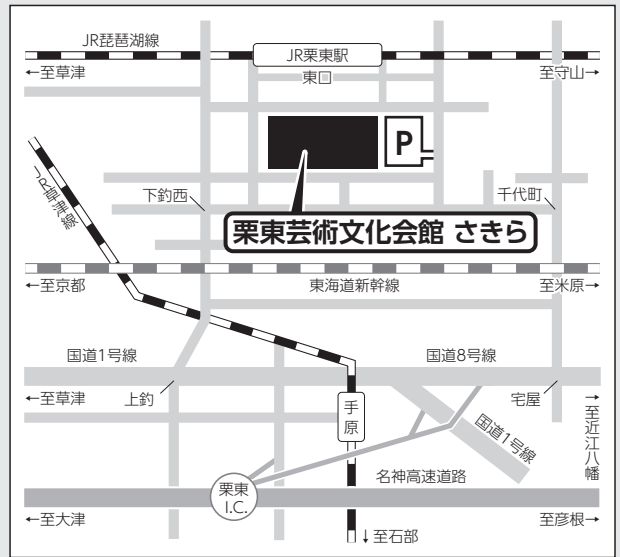 JR琵琶湖線
JR栗東駅
←至草津
東口
至守山→
P
JR草津線
下釣西
千代町
栗東芸術文化会館 さきら
←至京都
東海道新幹線
至米原→
国道1号線
国道8号線
←至草津
上釣
手原
宅屋
→至近江八幡
国道1号線
栗東
I.C.
名神高速道路
←至大津
至彦根→
↓至石部